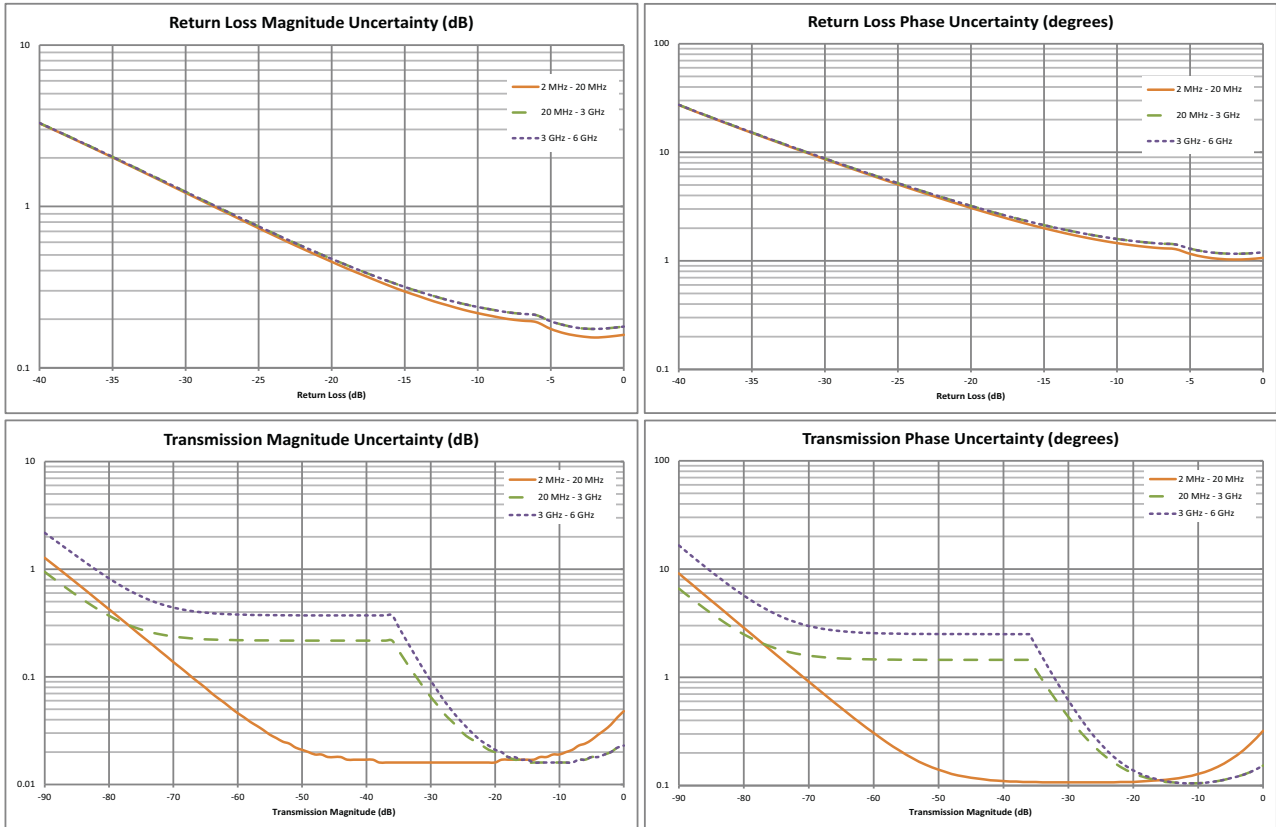 Return Loss Magnitude Uncertainty (dB)
10
1
0.1
2 MHz - 20 MHz
20 MHz - 3 GHz
3 GHz - 6 GHz
-40 -35 -30 -25 -20 -15 -10 -5 0
Return Loss (dB)
Return Loss Phase Uncertainty (degrees)
100
10
1
0.1
2 MHz - 20 MHz
20 MHz - 3 GHz
3 GHz - 6 GHz
-40 -35 -30 -25 -20 -15 -10 -5 0
Return Loss (dB)
Transmission Magnitude Uncertainty (dB)
10
1
0.1
0.01
2 MHz - 20 MHz
20 MHz - 3 GHz
3 GHz - 6 GHz
-90 -80 -70 -60 -50 -40 -30 -20 -10 0
Transmission Magnitude (dB)
Transmission Phase Uncertainty (degrees)
100
10
1
0.1
2 MHz - 20 MHz
20 MHz - 3 GHz
3 GHz - 6 GHz
-90 -80 -70 -60 -50 -40 -30 -20 -10 0
Transmission Magnitude (dB)